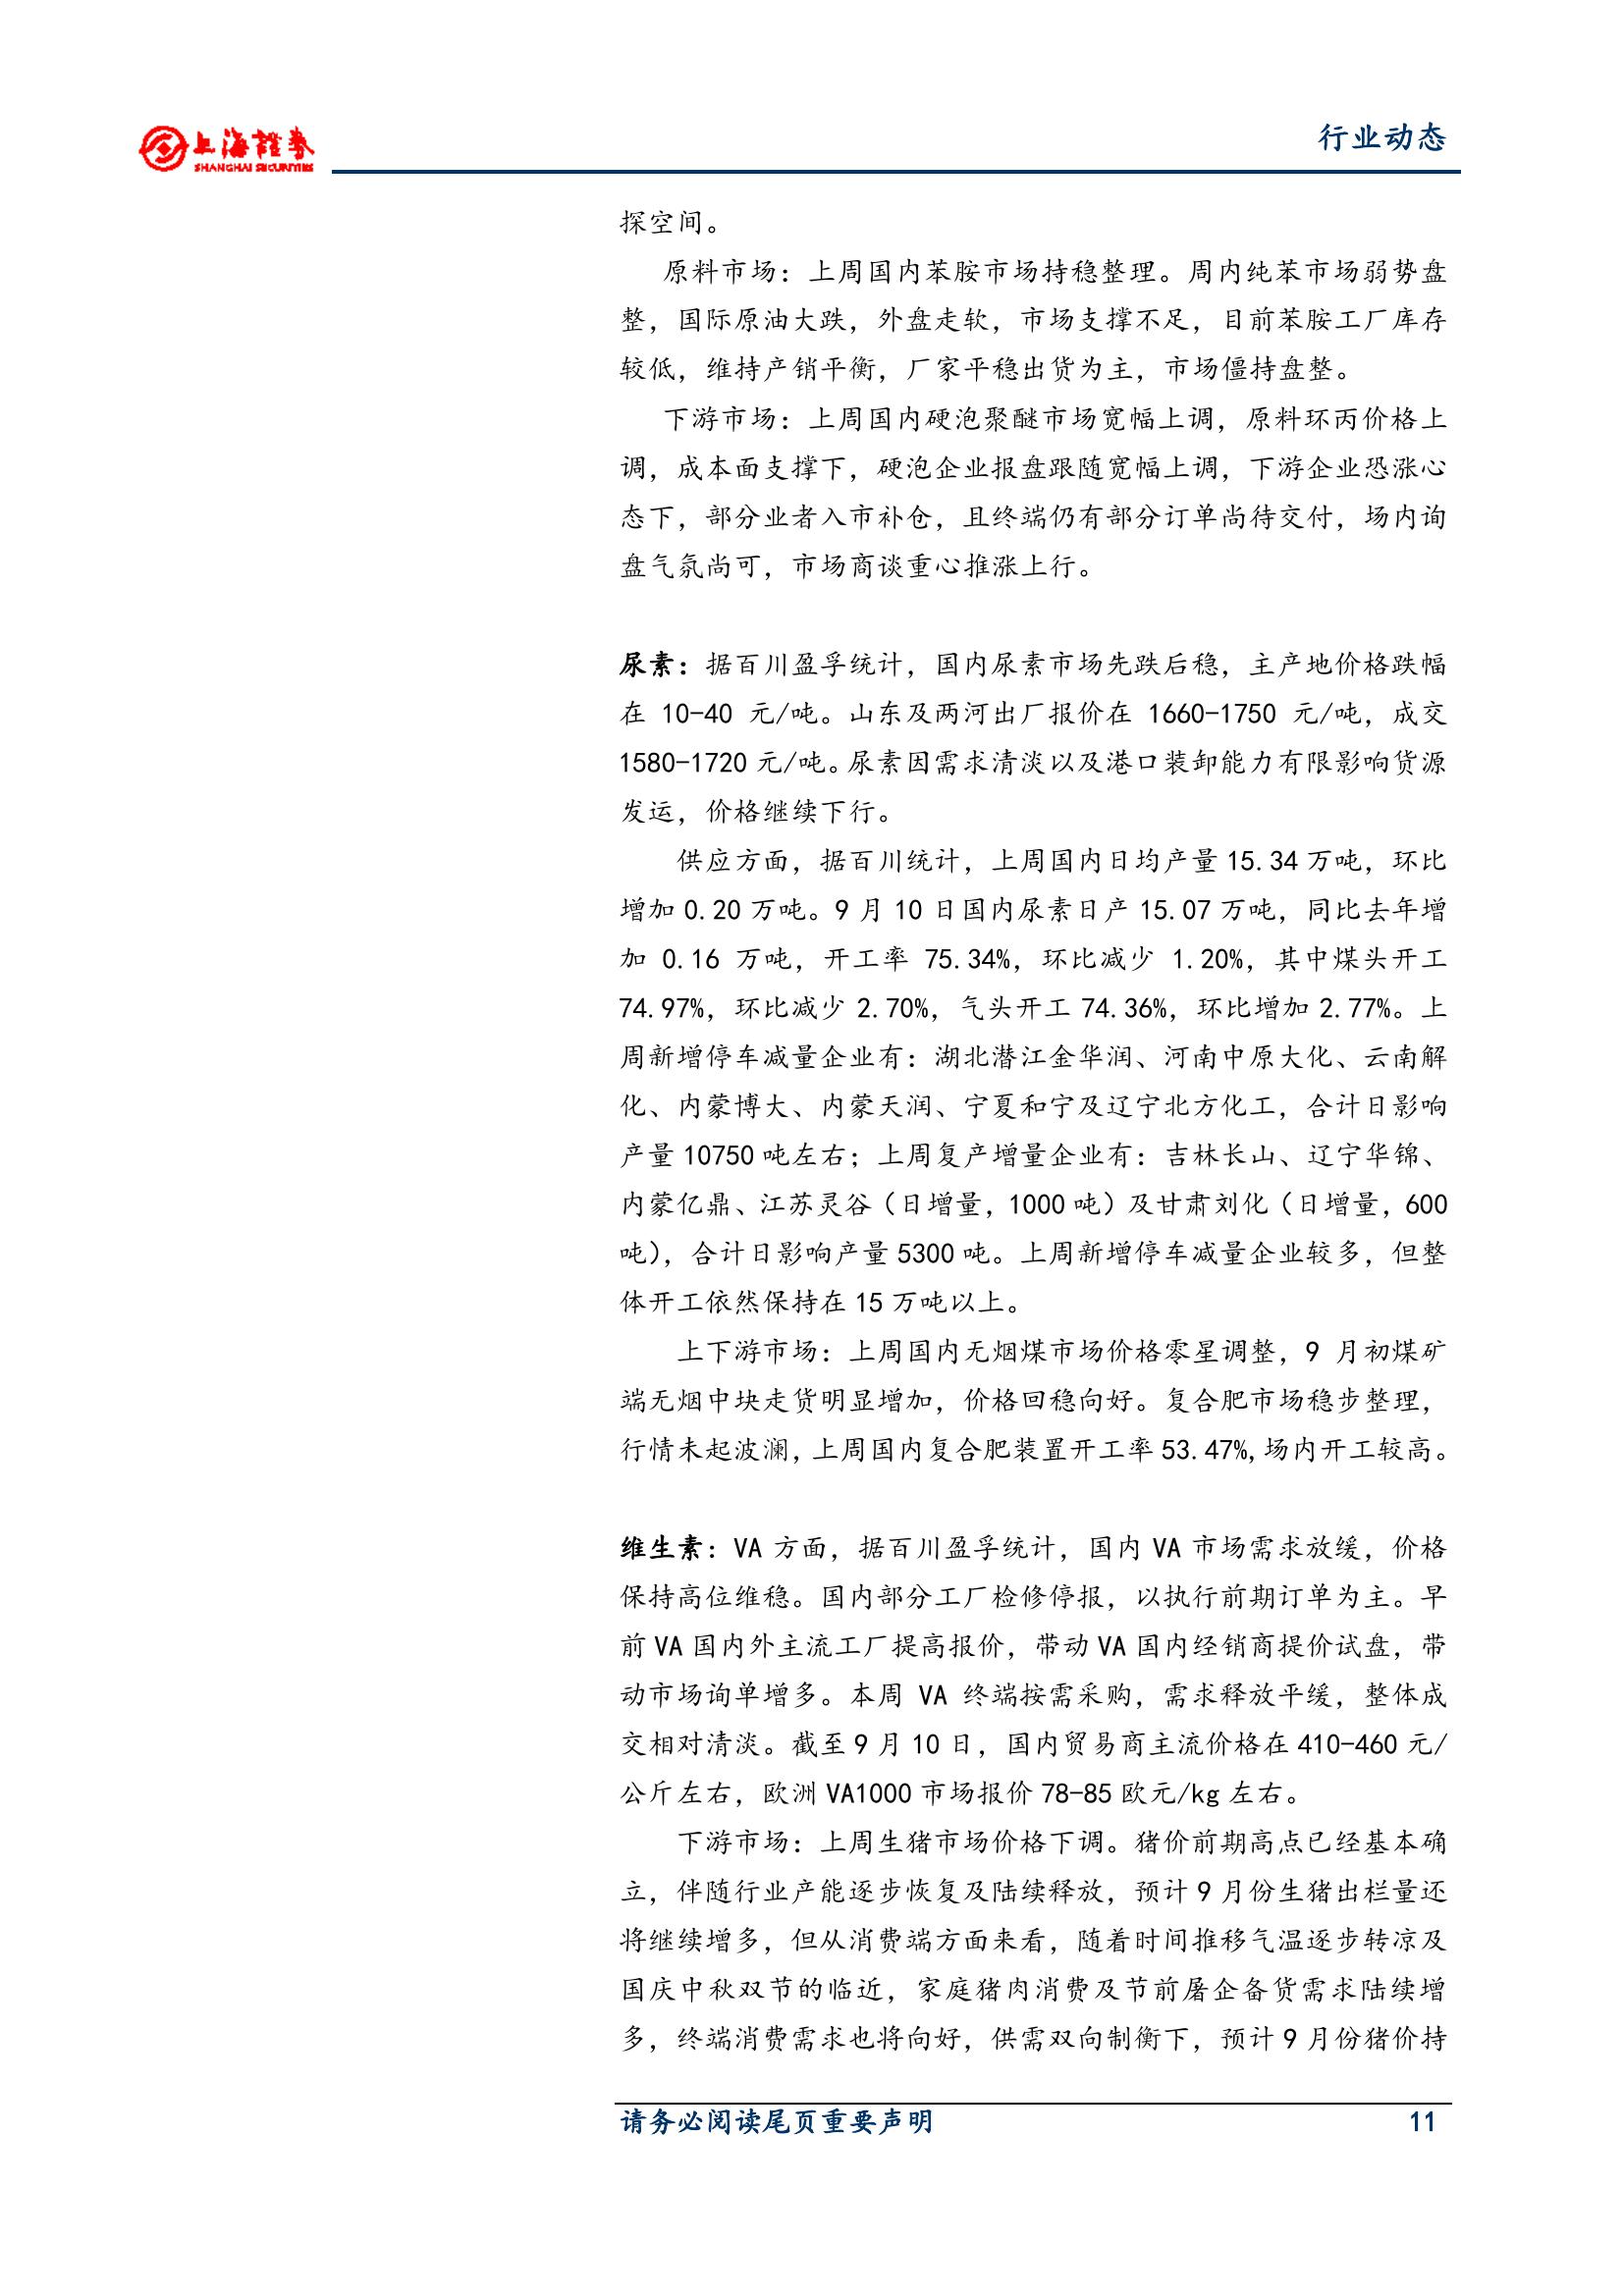 上海證券
SHANGHAI SECURITIES
行业动态
探空间。
原料市场：上周国内苯胺市场持稳整理。周内纯苯市场弱势盘
整，国际原油大跌，外盘走软，市场支撑不足，目前苯胺工厂库存
较低，维持产销平衡，厂家平稳出货为主，市场僵持盘整。
下游市场：上周国内硬泡聚醚市场宽幅上调，原料环丙价格上
调，成本面支撑下，硬泡企业报盘跟随宽幅上调，下游企业恐涨心
态下，部分业者入市补仓，且终端仍有部分订单尚待交付，场内询
盘气氛尚可，市场商谈重心推涨上行。
尿素：据百川盈孚统计，国内尿素市场先跌后稳，主产地价格跌幅
在 10-40 元/吨。山东及两河出厂报价在 1660-1750 元/吨，成交
1580-1720 元/吨。尿素因需求清淡以及港口装卸能力有限影响货源
发运，价格继续下行。
供应方面，据百川统计，上周国内日均产量 15.34 万吨，环比
增加 0.20 万吨。9 月 10 日国内尿素日产 15.07 万吨，同比去年增
加 0.16 万吨，开工率 75.34%，环比减少 1.20%，其中煤头开工
74.97%，环比减少 2.70%，气头开工 74.36%，环比增加 2.77%。上
周新增停车减量企业有：湖北潜江金华润、河南中原大化、云南解
化、内蒙博大、内蒙天润、宁夏和宁及辽宁北方化工，合计日影响
产量 10750 吨左右；上周复产增量企业有：吉林长山、辽宁华锦、
内蒙亿鼎、江苏灵谷（日增量，1000 吨）及甘肃刘化（日增量，600
吨），合计日影响产量 5300 吨。上周新增停车减量企业较多，但整
体开工依然保持在 15 万吨以上。
上下游市场：上周国内无烟煤市场价格零星调整，9 月初煤矿
端无烟中块走货明显增加，价格回稳向好。复合肥市场稳步整理，
行情未起波澜,上周国内复合肥装置开工率 53.47%,场内开工较高。
维生素：VA 方面，据百川盈孚统计，国内 VA 市场需求放缓，价格
保持高位维稳。国内部分工厂检修停报，以执行前期订单为主。早
前 VA 国内外主流工厂提高报价，带动 VA 国内经销商提价试盘，带
动市场询单增多。本周 VA 终端按需采购，需求释放平缓，整体成
交相对清淡。截至 9 月 10 日，国内贸易商主流价格在 410-460 元/
公斤左右，欧洲 VA1000 市场报价 78-85 欧元/kg 左右。
下游市场：上周生猪市场价格下调。猪价前期高点已经基本确
立，伴随行业产能逐步恢复及陆续释放，预计 9 月份生猪出栏量还
将继续增多，但从消费端方面来看，随着时间推移气温逐步转凉及
国庆中秋双节的临近，家庭猪肉消费及节前屠企备货需求陆续增
多，终端消费需求也将向好，供需双向制衡下，预计 9 月份猪价持
请务必阅读尾页重要声明
11